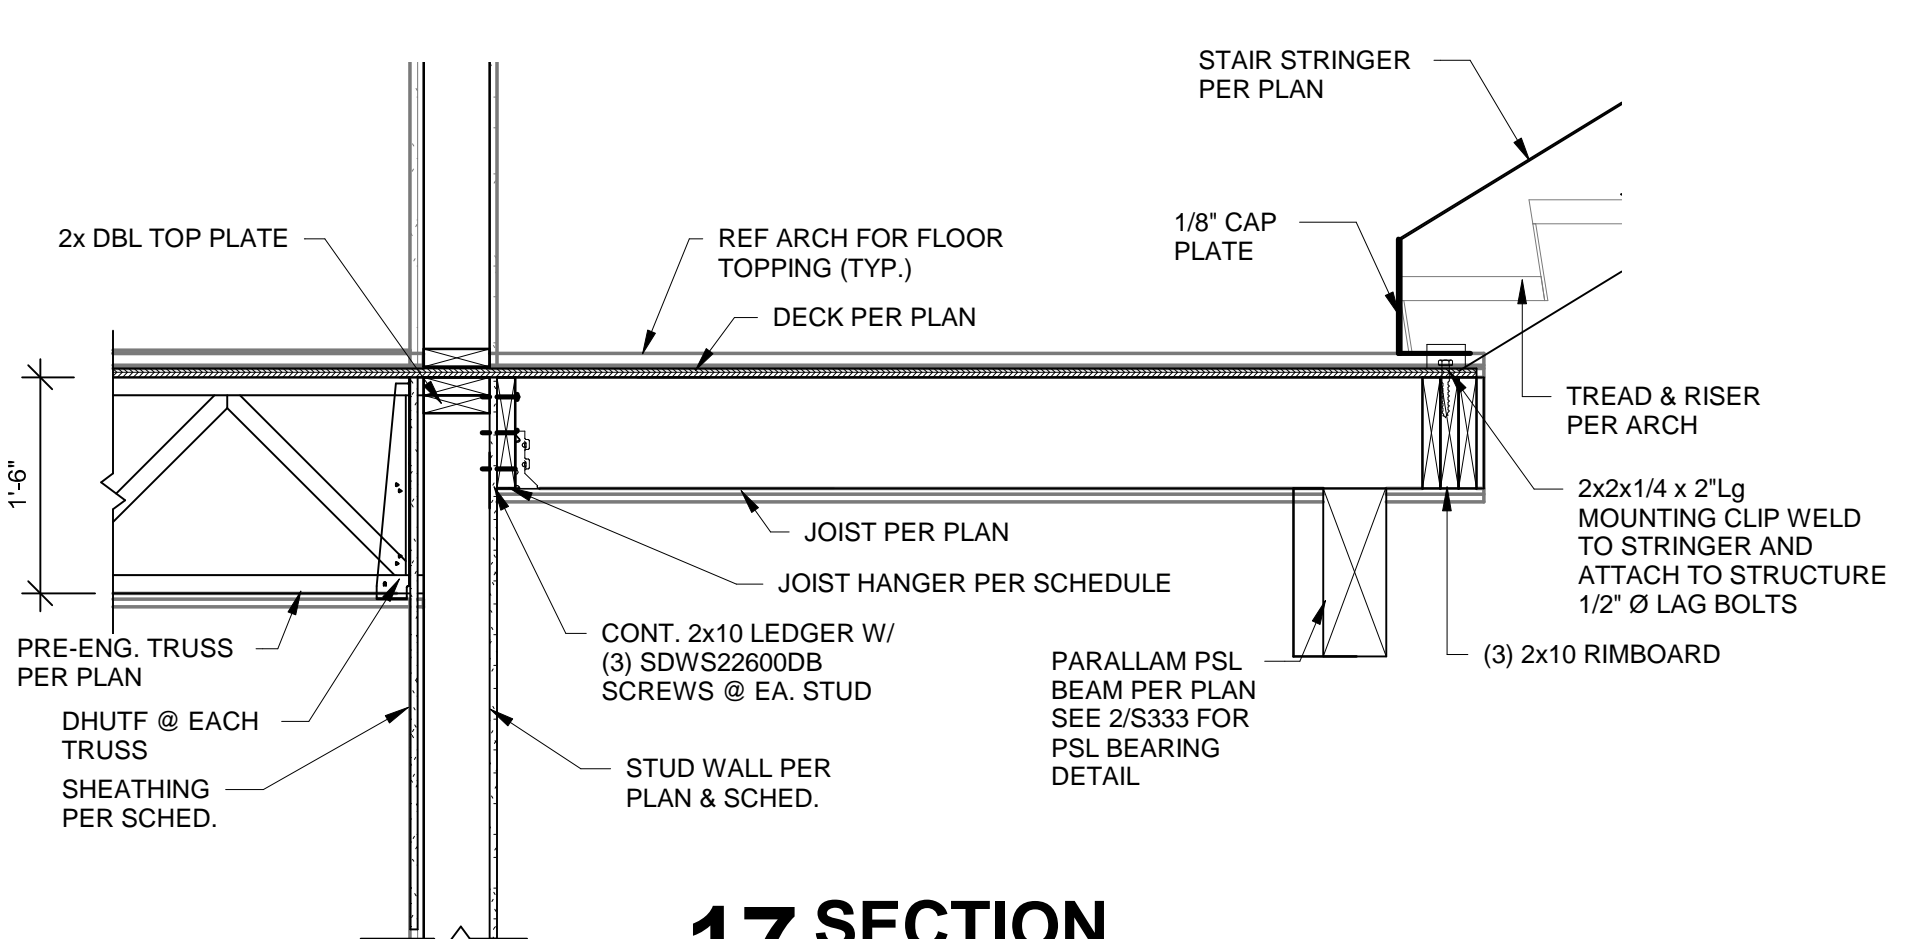 STAIR STRINGER
PER PLAN
2x DBL TOP PLATE
REF ARCH FOR FLOOR
TOPPING (TYP.)
1/8" CAP
PLATE
DECK PER PLAN
TREAD & RISER
PER ARCH
1'-6"
2x2x1/4 x 2"Lg
MOUNTING CLIP WELD
TO STRINGER AND
ATTACH TO STRUCTURE
1/2" Ø LAG BOLTS
JOIST PER PLAN
JOIST HANGER PER SCHEDULE
PRE-ENG. TRUSS
PER PLAN
CONT. 2x10 LEDGER W/
(3) SDWS22600DB
SCREWS @ EA. STUD
PARALLAM PSL
BEAM PER PLAN
SEE 2/S333 FOR
PSL BEARING
DETAIL
(3) 2x10 RIMBOARD
DHUTF @ EACH
TRUSS
SHEATHING
PER SCHED.
STUD WALL PER
PLAN & SCHED.
17 SECTION